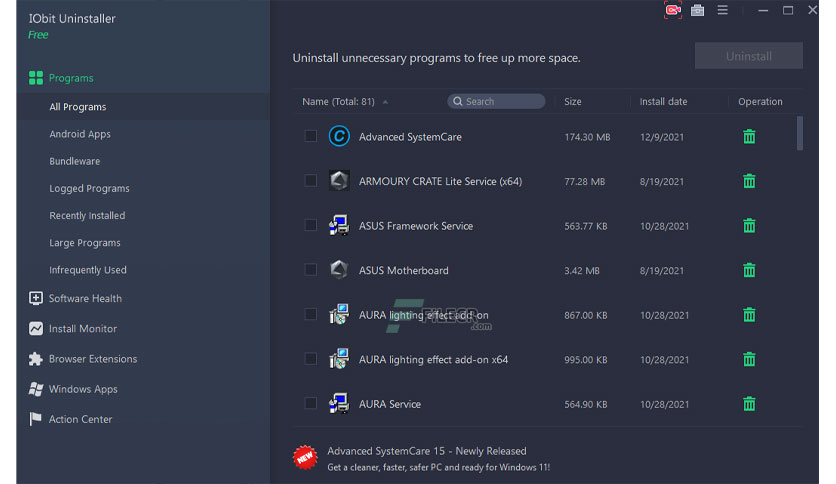 IObit Uninstaller
Free
Programs
All Programs
Android Apps
Bundleware
Logged Programs
Recently Installed
Large Programs
Infrequently Used
Software Health
Install Monitor
Browser Extensions
Windows Apps
Action Center
Uninstall unnecessary programs to free up more space.
Uninstall
Name (Total: 81) Search Size Install date Operation
Advanced SystemCare 174.30 MB 12/9/2021
ARMOURY CRATE Lite Service (x64) 77.28 MB 8/19/2021
ASUS Framework Service 563.77 KB 10/28/2021
ASUS Motherboard 3.42 MB 8/19/2021
AURA lighting effect add-on 867.00 KB 10/28/2021
FILECR
.com
AURA lighting effect add-on x64 995.00 KB 10/28/2021
AURA Service 564.90 KB 10/28/2021
NEW
Advanced SystemCare 15 - Newly Released
Get a cleaner, faster, safer PC and ready for Windows 11!